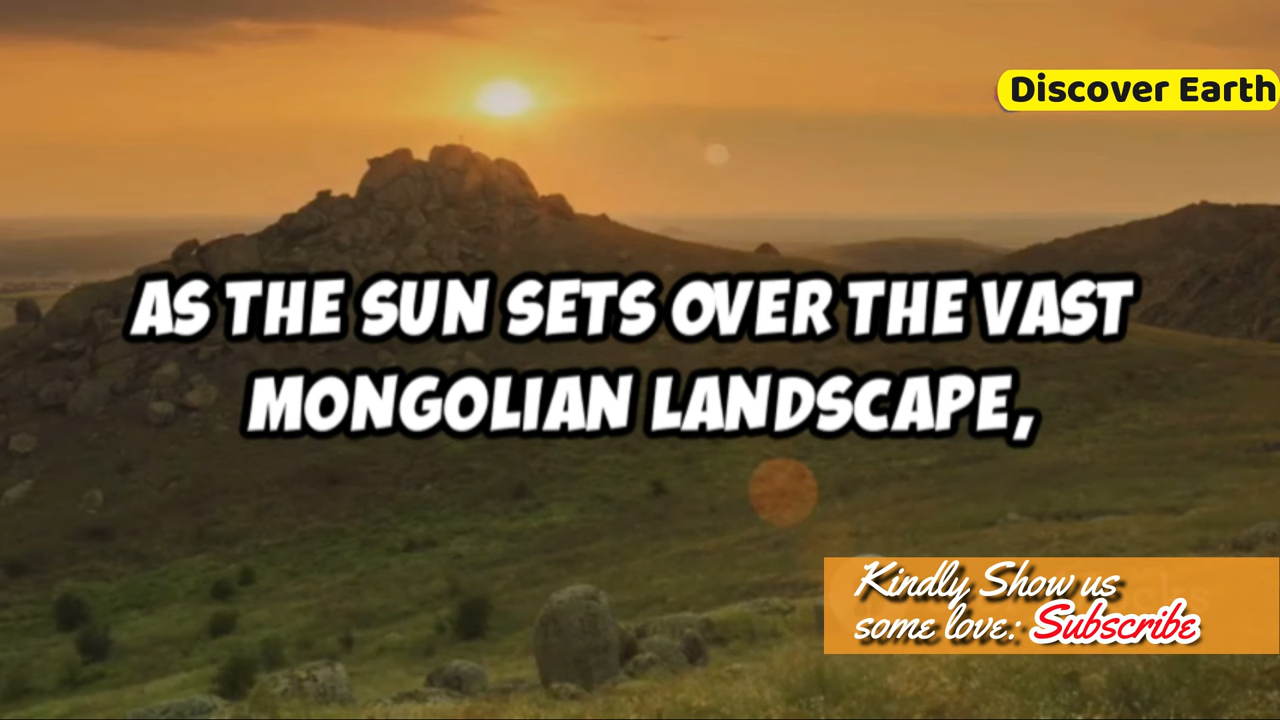 Discover Earth
AS THE SUN SETS OVER THE VAST
MONGOLIAN LANDSCAPE,
Kindly Show us
some love: Subscribe